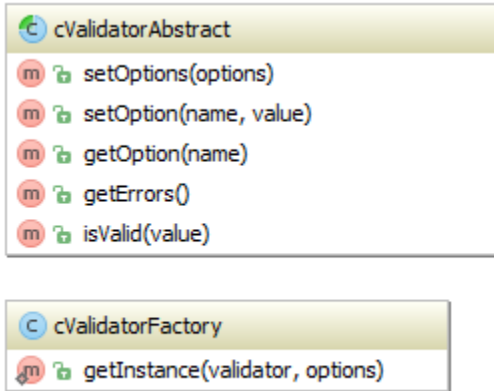 cValidatorAbstract
setOptions(options)
setOption(name, value)
getOption(name)
getErrors()
isValid(value)
cValidatorFactory
getInstance(validator, options)